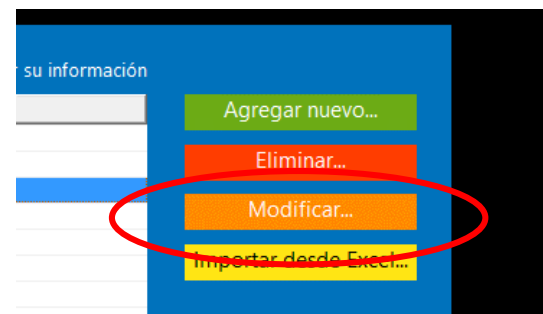 r su información
Agregar nuevo...
Eliminar...
Modificar...
Importar desde Excel...